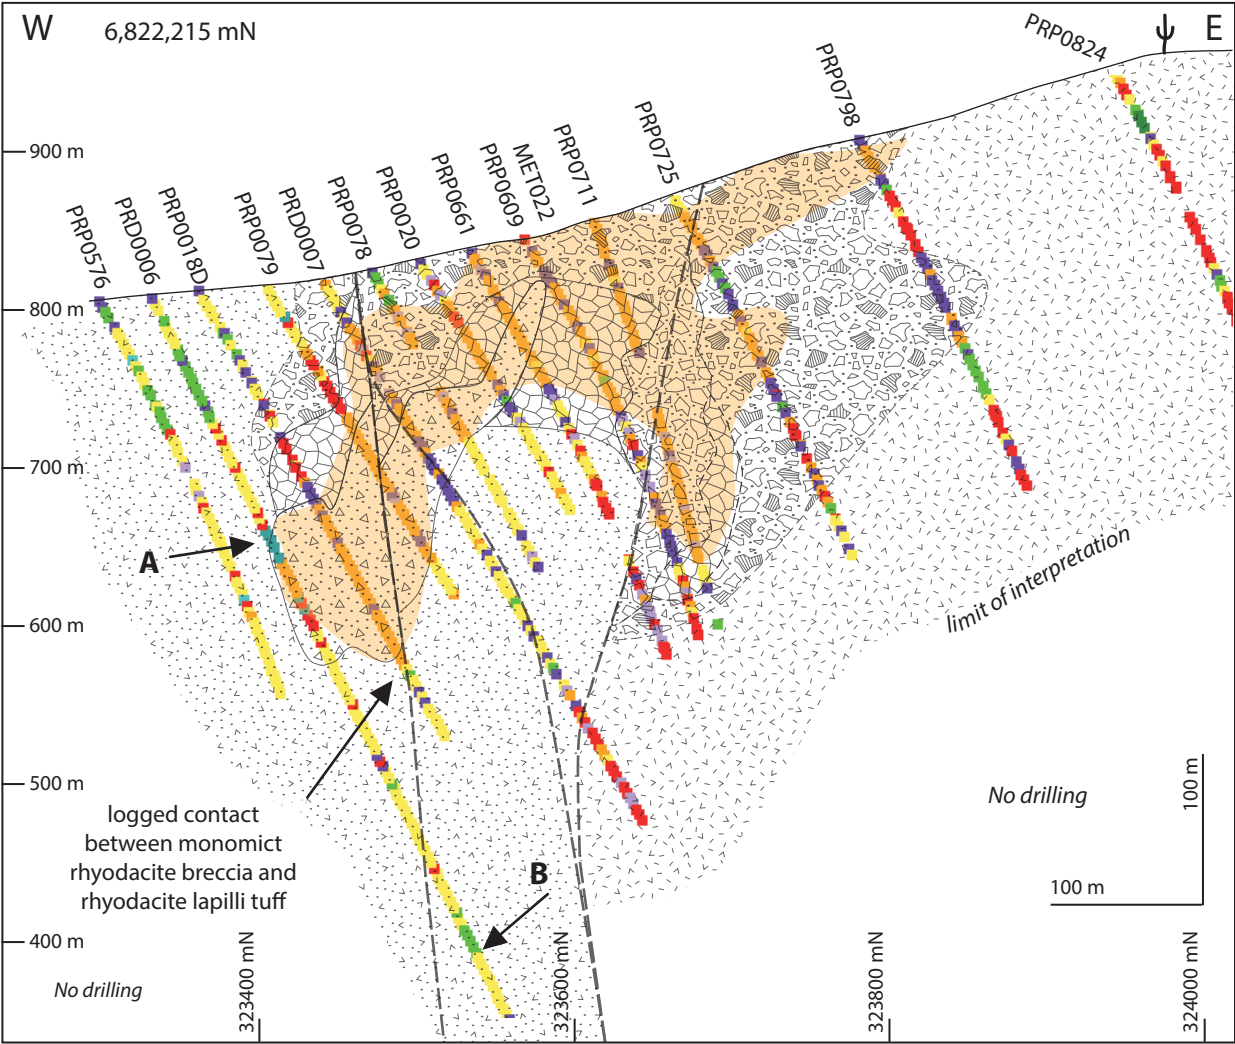 W 6,822,215 mN
ψ E
PRP0824
PRP0798
PRP0725
PRP0711
MET022
PRP0609
PRP0661
PRP0020
PRP0078
PRD0007
PRP0079
PRP0018D
PRD0006
PRP0576
900 m
800 m
700 m
600 m
500 m
400 m
A
B
limit of interpretation
logged contact
between monomict
rhyodacite breccia and
rhyodacite lapilli tuff
No drilling
100 m
100 m
No drilling
323400 mN
323600 mN
323800 mN
324000 mN